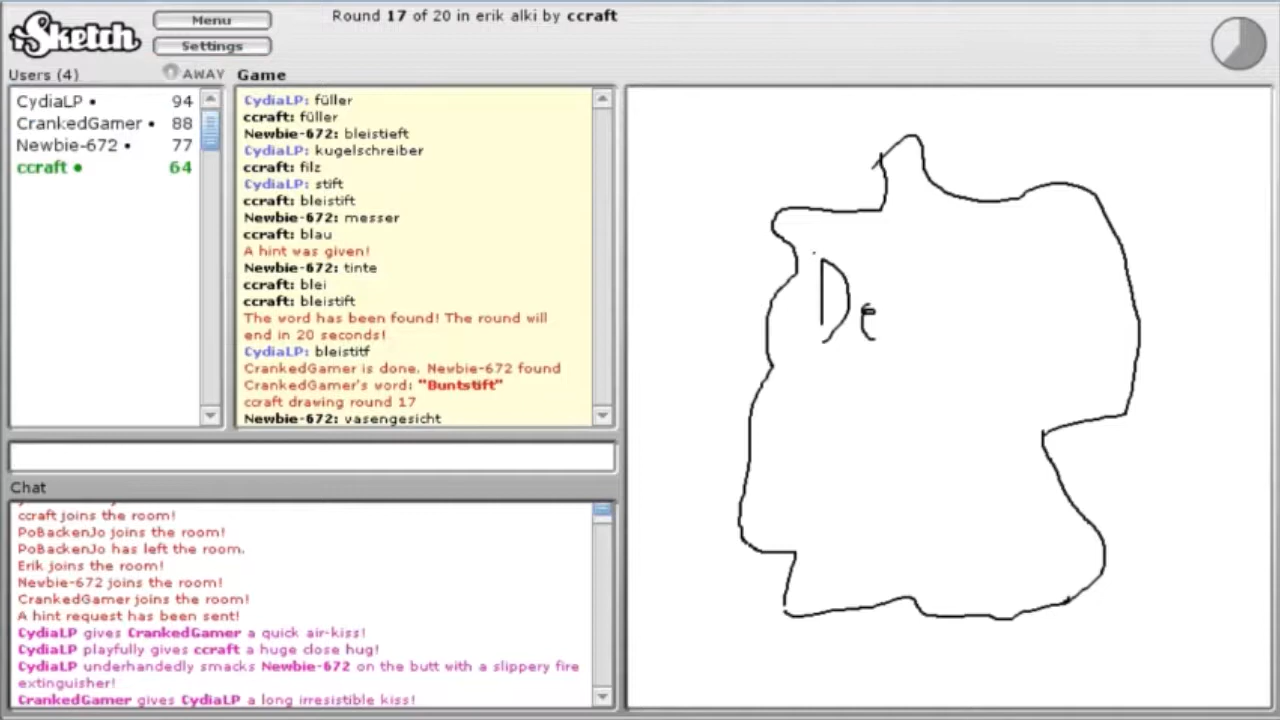 iSketch
Menu
Settings
Round 17 of 20 in erik alki by ccraft
Users (4)
AWAY
CydiaLP • 94
CrankedGamer • 88
Newbie-672 • 77
ccraft • 64
Game
CydiaLP: füller
ccraft: füller
Newbie-672: bleistieft
CydiaLP: kugelschreiber
ccraft: filz
CydiaLP: stift
ccraft: bleistift
Newbie-672: messer
ccraft: blau
A hint was given!
Newbie-672: tinte
ccraft: blei
ccraft: bleistift
The word has been found! The round will
end in 20 seconds!
CydiaLP: bleistitf
CrankedGamer is done. Newbie-672 found
CrankedGamer's word: "Buntstift"
ccraft drawing round 17
Newbie-672: vasengesicht
Chat
ccraft joins the room!
PoBackenJo joins the room!
PoBackenJo has left the room.
Erik joins the room!
Newbie-672 joins the room!
CrankedGamer joins the room!
A hint request has been sent!
CydiaLP gives CrankedGamer a quick air-kiss!
CydiaLP playfully gives ccraft a huge close hug!
CydiaLP underhandedly smacks Newbie-672 on the butt with a slippery fire
extinguisher!
CrankedGamer gives CydiaLP a long irresistible kiss!
De